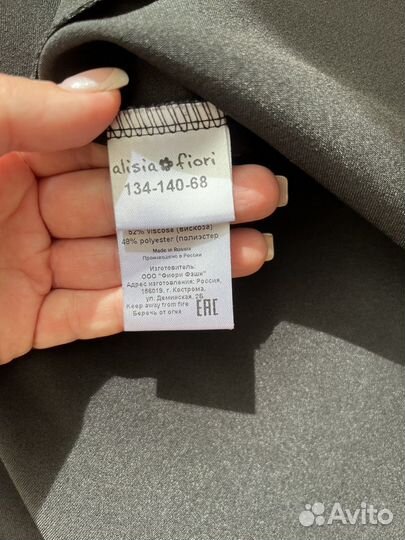 alisia fiori
134-140-68
52% viscose (вискоза)
48% polyester (полиэстер
Made in Russia
Произведено в России
Изготовитель:
ООО "Фиори Фэшн"
Адрес изготовления: Россия,
156019, г. Кострома,
ул. Деминская, 2Б
Keep away from fire
Беречь от огня
EAC
Avito